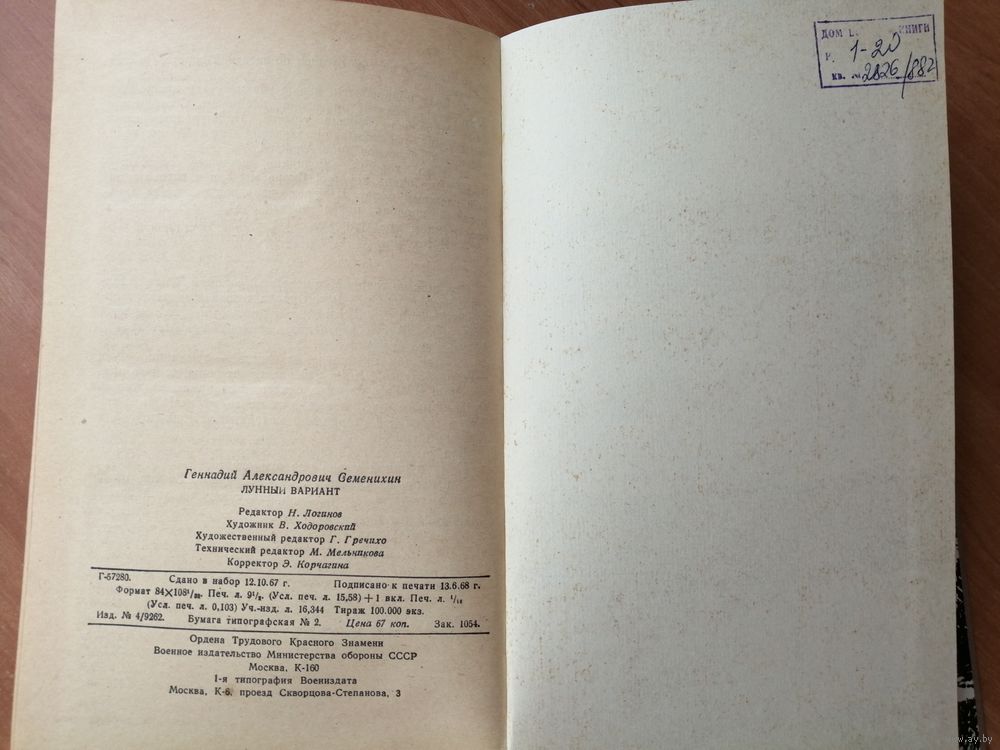 Геннадий Александрович Семенихин
ЛУННЫЙ ВАРИАНТ
Редактор Н. Логинов
Художник В. Ходоровский
Художественный редактор Г. Гречихо
Технический редактор М. Мельникова
Корректор Э. Корчагина
Г-57280. Сдано в набор 12.10.67 г. Подписано к печати 13.6.68 г.
Формат 84×108¹/₃₂. Печ. л. 9¹/₂. (Усл. печ. л. 15,58) + 1 вкл. Печ. л. ¹/₁₆
(Усл. печ. л. 0,103) Уч.-изд. л. 16,344 Тираж 100.000 экз.
Изд. № 4/9262. Бумага типографская № 2. Цена 67 коп. Зак. 1054.
Ордена Трудового Красного Знамени
Военное издательство Министерства обороны СССР
Москва, К-160
1-я типография Воениздата
Москва, К-6, проезд Скворцова-Степанова, 3
ДОМ КНИГИ
1-20
кв. № 2826/882
www.ay.by